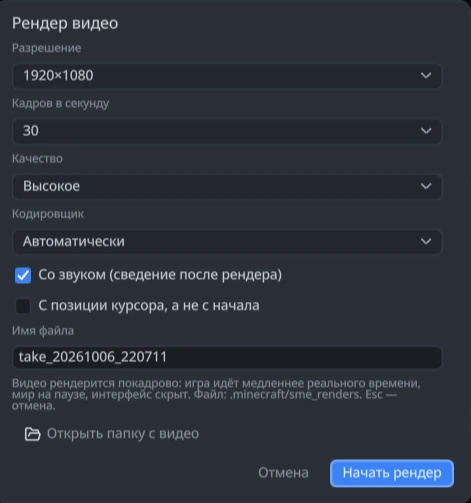 Рендер видео
Разрешение
1920×1080
Кадров в секунду
30
Качество
Высокое
Кодировщик
Автоматически
Со звуком (сведение после рендера)
С позиции курсора, а не с начала
Имя файла
take_20261006_220711
Видео рендерится покадрово: игра идёт медленнее реального времени,
мир на паузе, интерфейс скрыт. Файл: .minecraft/sme_renders. Esc —
отмена.
Открыть папку с видео
Отмена
Начать рендер